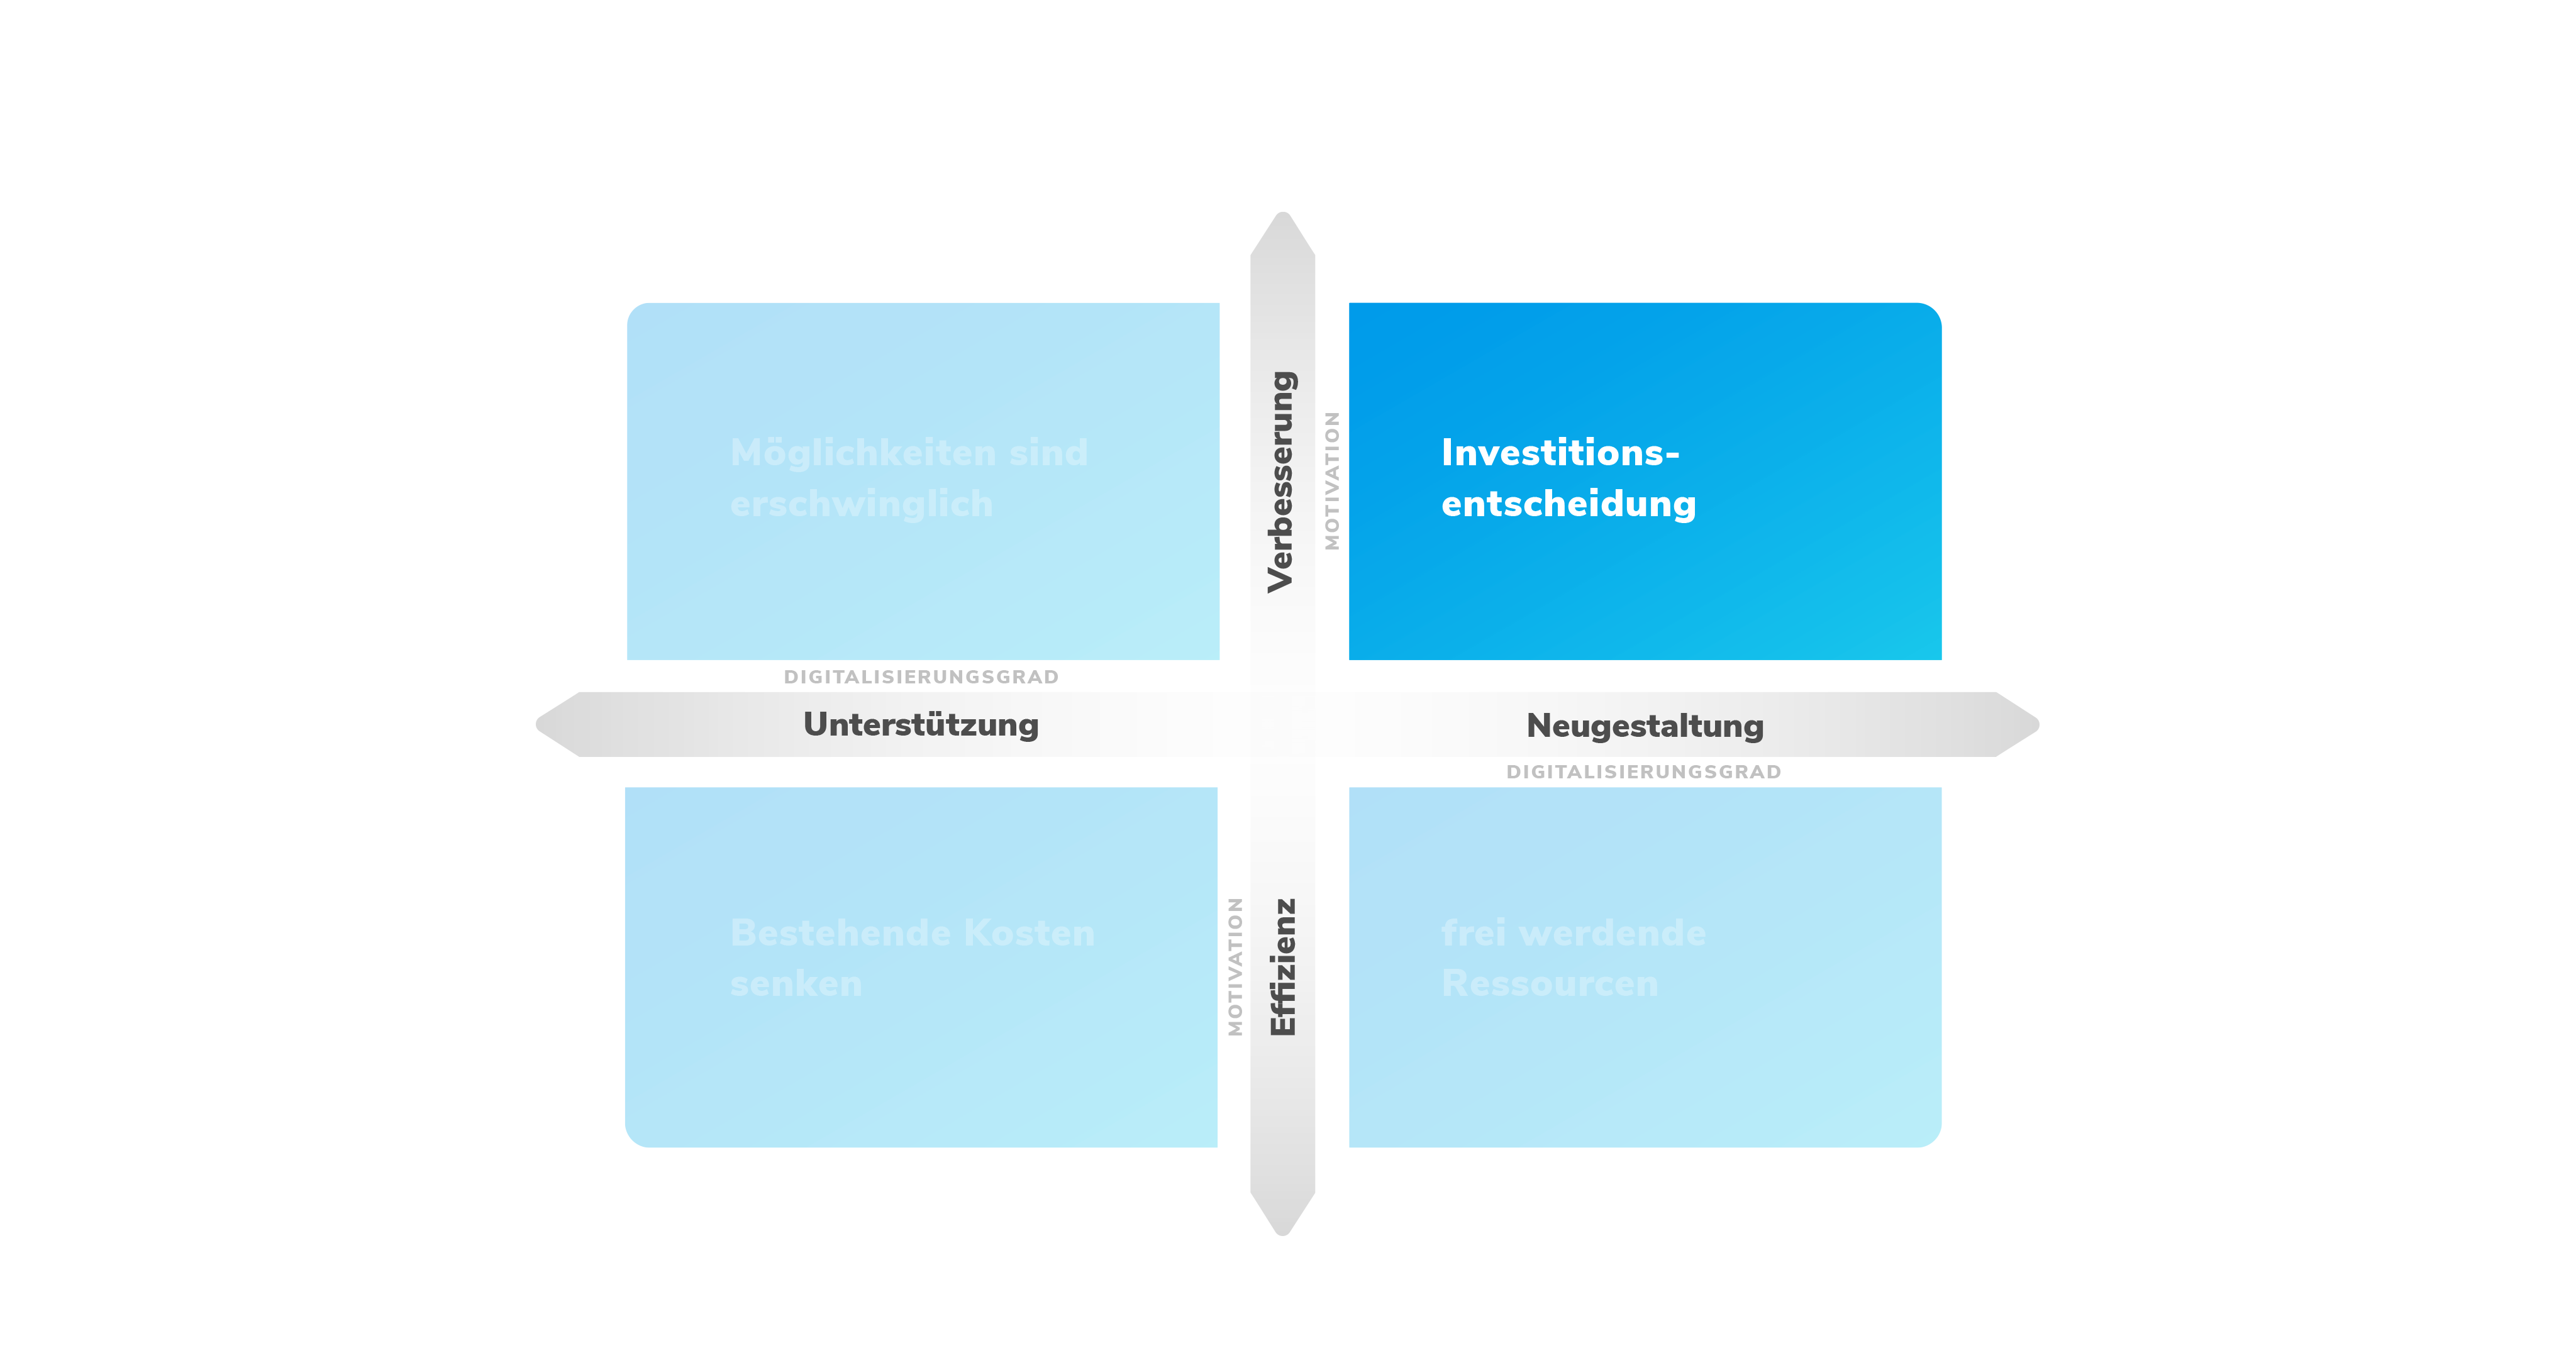 Möglichkeiten sind
erschwinglich
Verbesserung
MOTIVATION
Investitions-
entscheidung
DIGITALISIERUNGSGRAD
Unterstützung
Neugestaltung
DIGITALISIERUNGSGRAD
Bestehende Kosten
senken
MOTIVATION
Effizienz
frei werdende
Ressourcen